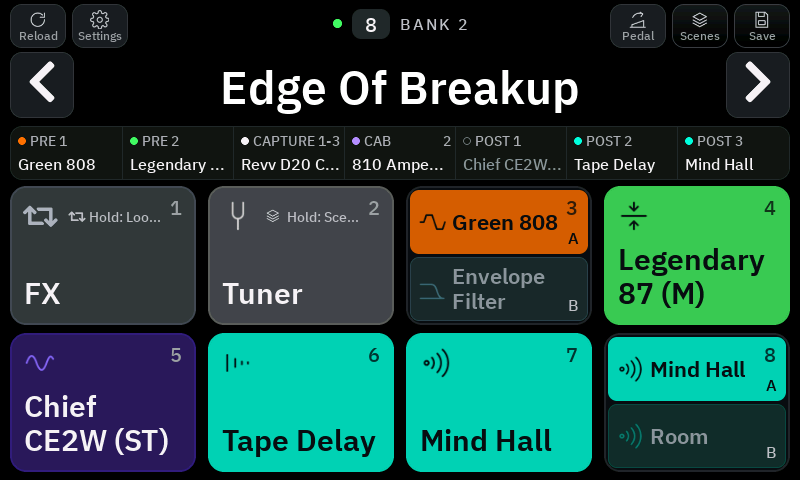 Reload
Settings
8 BANK 2
Pedal
Scenes
Save
Edge Of Breakup
PRE 1
Green 808
PRE 2
Legendary ...
CAPTURE 1-3
Revv D20 C...
CAB 2
810 Ampe...
POST 1
Chief CE2W...
POST 2
Tape Delay
POST 3
Mind Hall
Hold: Loo... 1
FX
Hold: Sce... 2
Tuner
Green 808 3
A
Envelope
Filter
B
4
Legendary
87 (M)
5
Chief
CE2W (ST)
6
Tape Delay
7
Mind Hall
Mind Hall 8
A
Room
B